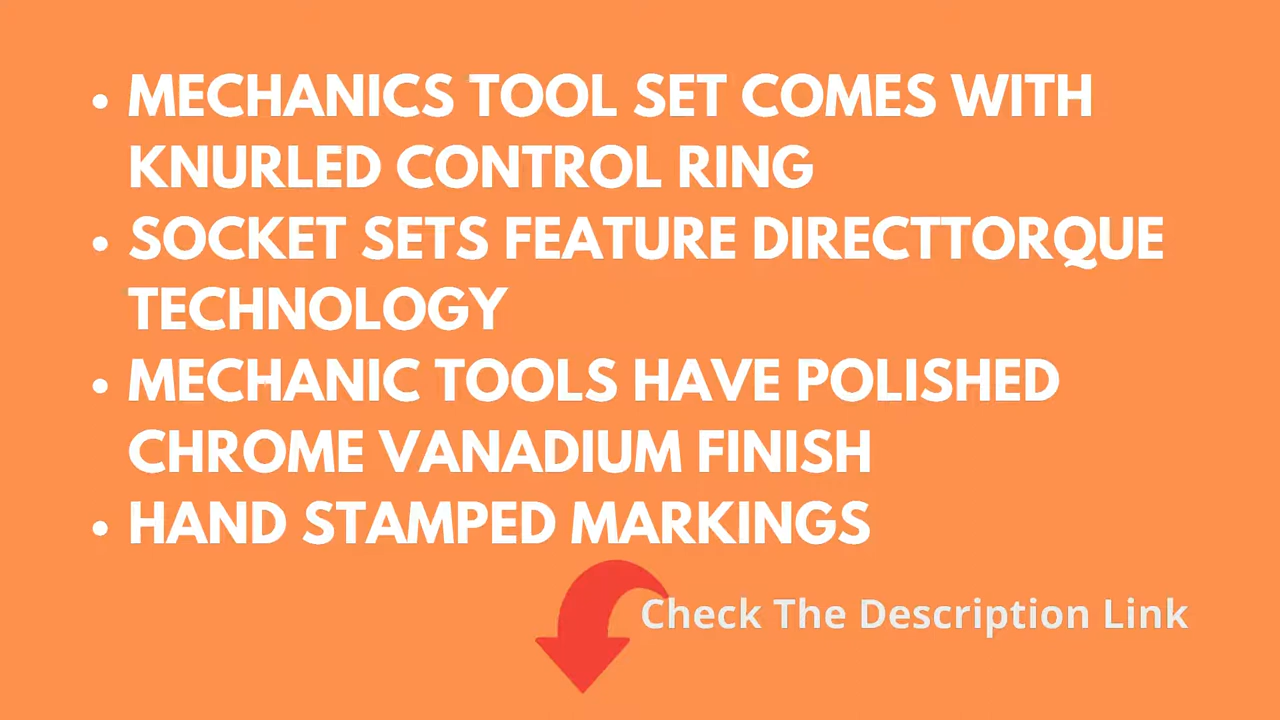 • MECHANICS TOOL SET COMES WITH
KNURLED CONTROL RING
• SOCKET SETS FEATURE DIRECTTORQUE
TECHNOLOGY
• MECHANIC TOOLS HAVE POLISHED
CHROME VANADIUM FINISH
• HAND STAMPED MARKINGS
Check The Description Link